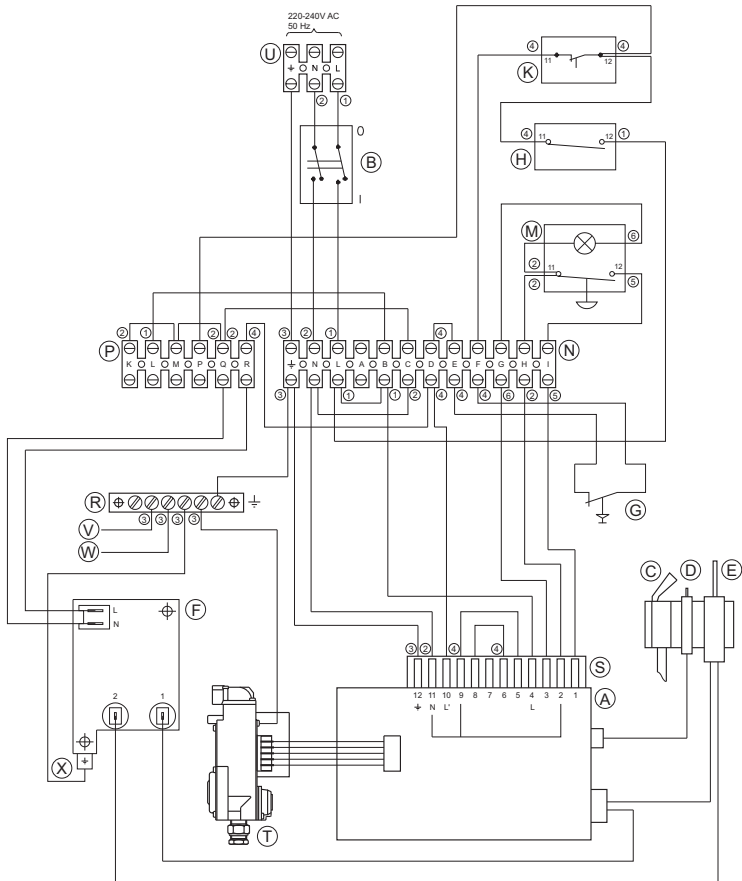 220-240V AC
50 Hz
U
N L
2 1
O
B
I
4 4
11 12
K
4 1
11 12
H
M
6
2 11 12
2 5
2 1 2 2 4 3 2 1 4
P
K L M P Q R
N L A B C D E F G H I
N
3 1 1 2 4 4 4 6 2 5
R
3 3 3 3
V
W
G
C D E
L
N
F
3 2 4 4
S
12 11 10 9 8 7 6 5 4 3 2 1
N L' L
A
2 1
X
T